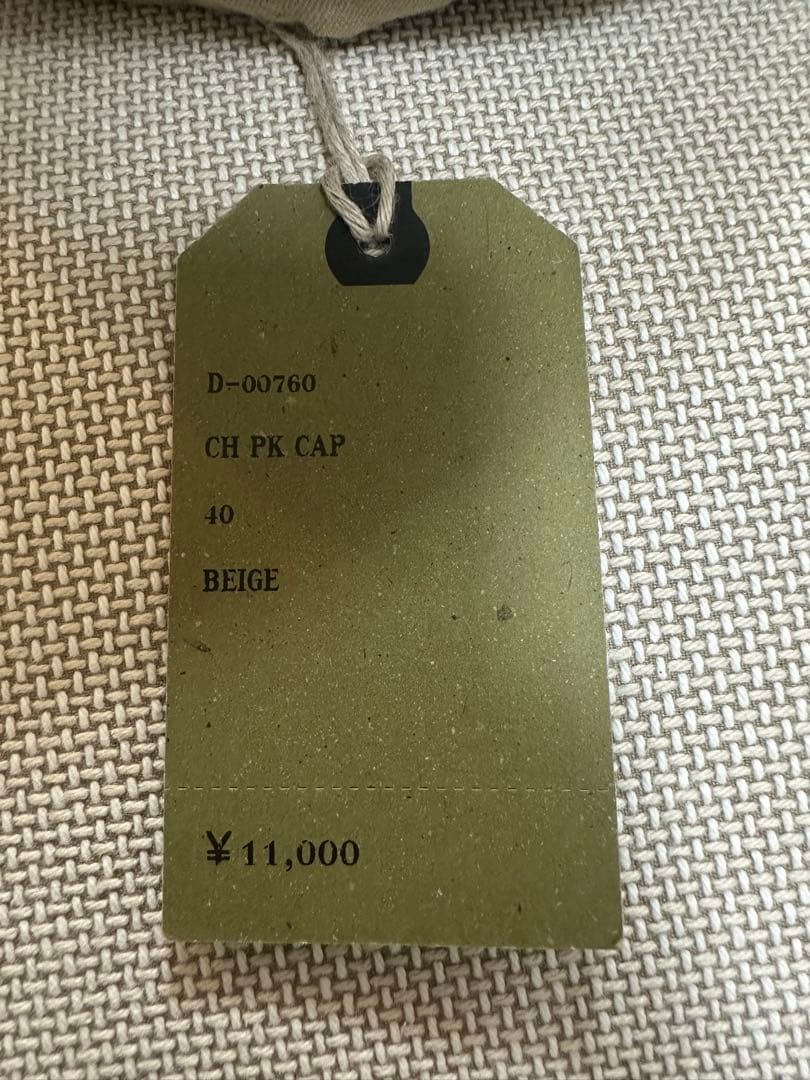 D-00760
CH PK CAP
40
BEIGE
¥11,000